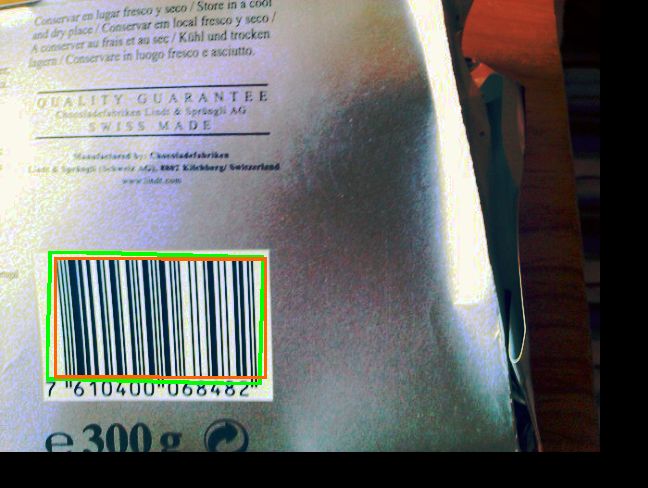 Conservar en lugar fresco y seco / Store in a cool
and dry place / Conservar em local fresco y seco /
A conserver au frais et au sec / Kühl und trocken
lagern / Conservare in luogo fresco e asciutto.
QUALITY GUARANTEE
Chocoladefabriken Lindt & Sprüngli AG
SWISS MADE
Manufactured by: Chocoladefabriken
Lindt & Sprüngli (Schweiz AG), 8802 Kilchberg/ Switzerland
www.lindt.com
7 "610400"068482"
e 300 g